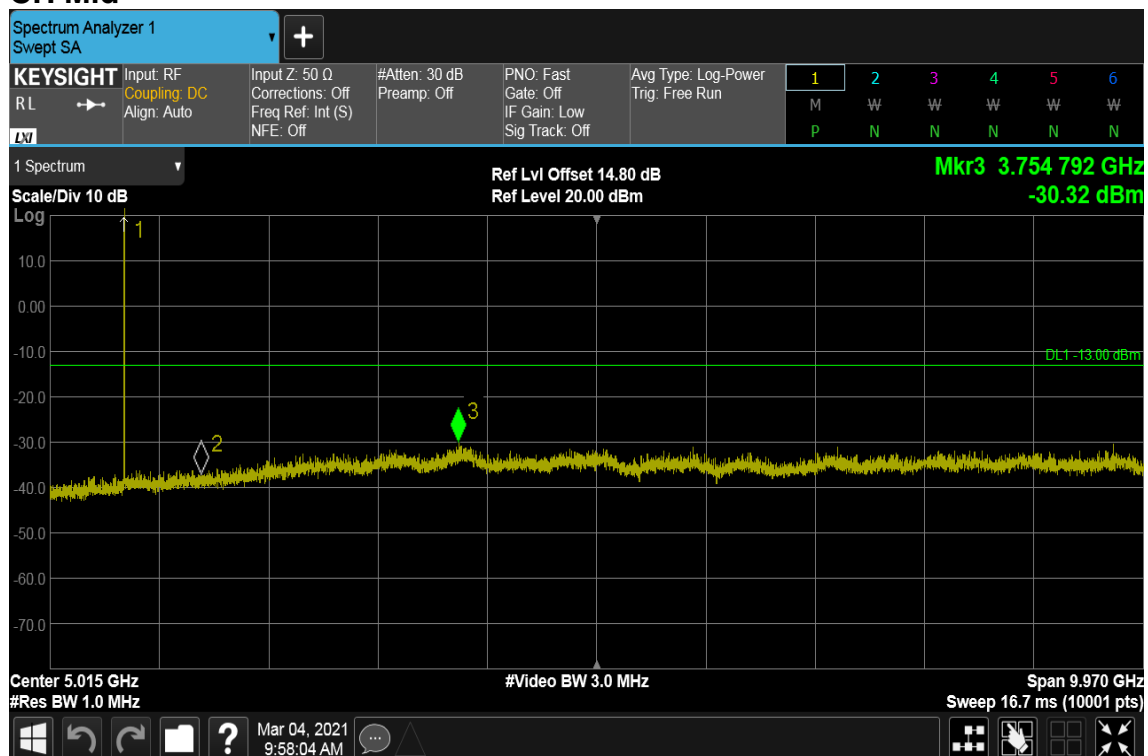 Spectrum Analyzer 1
Swept SA
KEYSIGHT
R L
LXI
Input: RF
Coupling: DC
Align: Auto
Input Z: 50 Ω
Corrections: Off
Freq Ref: Int (S)
NFE: Off
#Atten: 30 dB
Preamp: Off
PNO: Fast
Gate: Off
IF Gain: Low
Sig Track: Off
Avg Type: Log-Power
Trig: Free Run
1 2 3 4 5 6
M W W W W W
P N N N N N
1 Spectrum
Scale/Div 10 dB
Log
Ref Lvl Offset 14.80 dB
Ref Level 20.00 dBm
Mkr3 3.754 792 GHz
-30.32 dBm
1
10.0
0.00
-10.0
DL1 -13.00 dBm
-20.0
3
-30.0
2
-40.0
-50.0
-60.0
-70.0
Center 5.015 GHz
#Res BW 1.0 MHz
#Video BW 3.0 MHz
Span 9.970 GHz
Sweep 16.7 ms (10001 pts)
?
Mar 04, 2021
9:58:04 AM